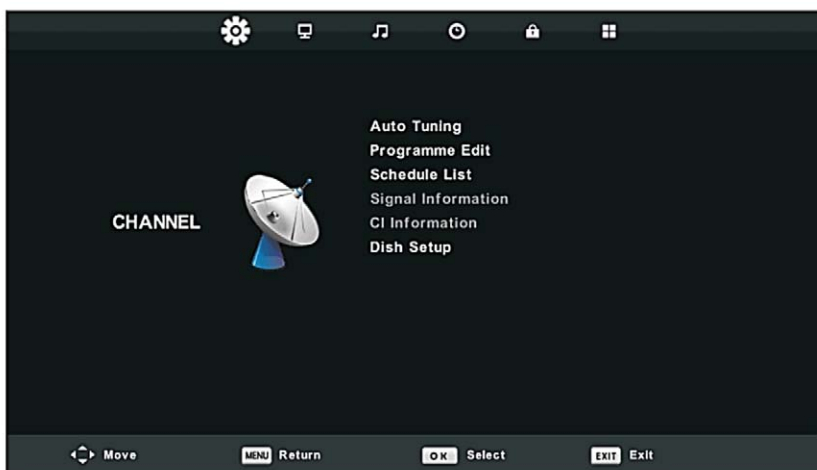 Auto Tuning
Programme Edit
Schedule List
Signal Information
CI Information
Dish Setup
CHANNEL
Move MENU Return OK Select EXIT Exit